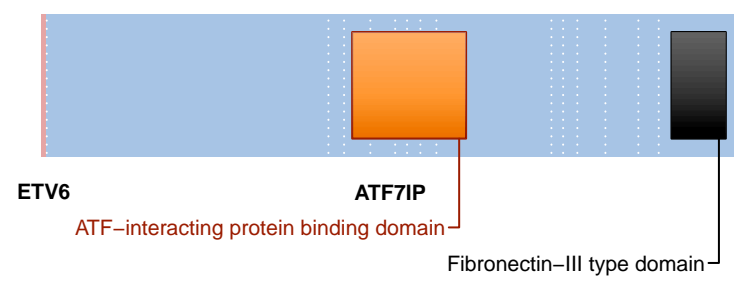 ETV6 ATF7IP
ATF−interacting protein binding domain
Fibronectin−III type domain